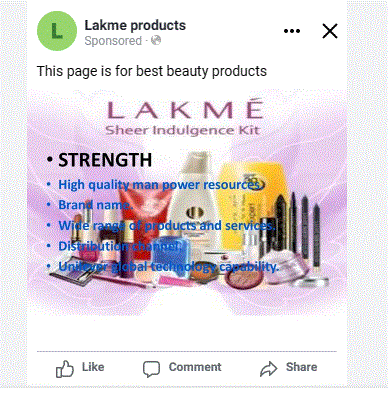 L
Lakme products
Sponsored ·
This page is for best beauty products
LAKMÉ
Sheer Indulgence Kit
• STRENGTH
• High quality man power resources.
• Brand name.
• Wide range of products and services.
• Distribution channel.
• Unilever global technology capability.
Like Comment Share